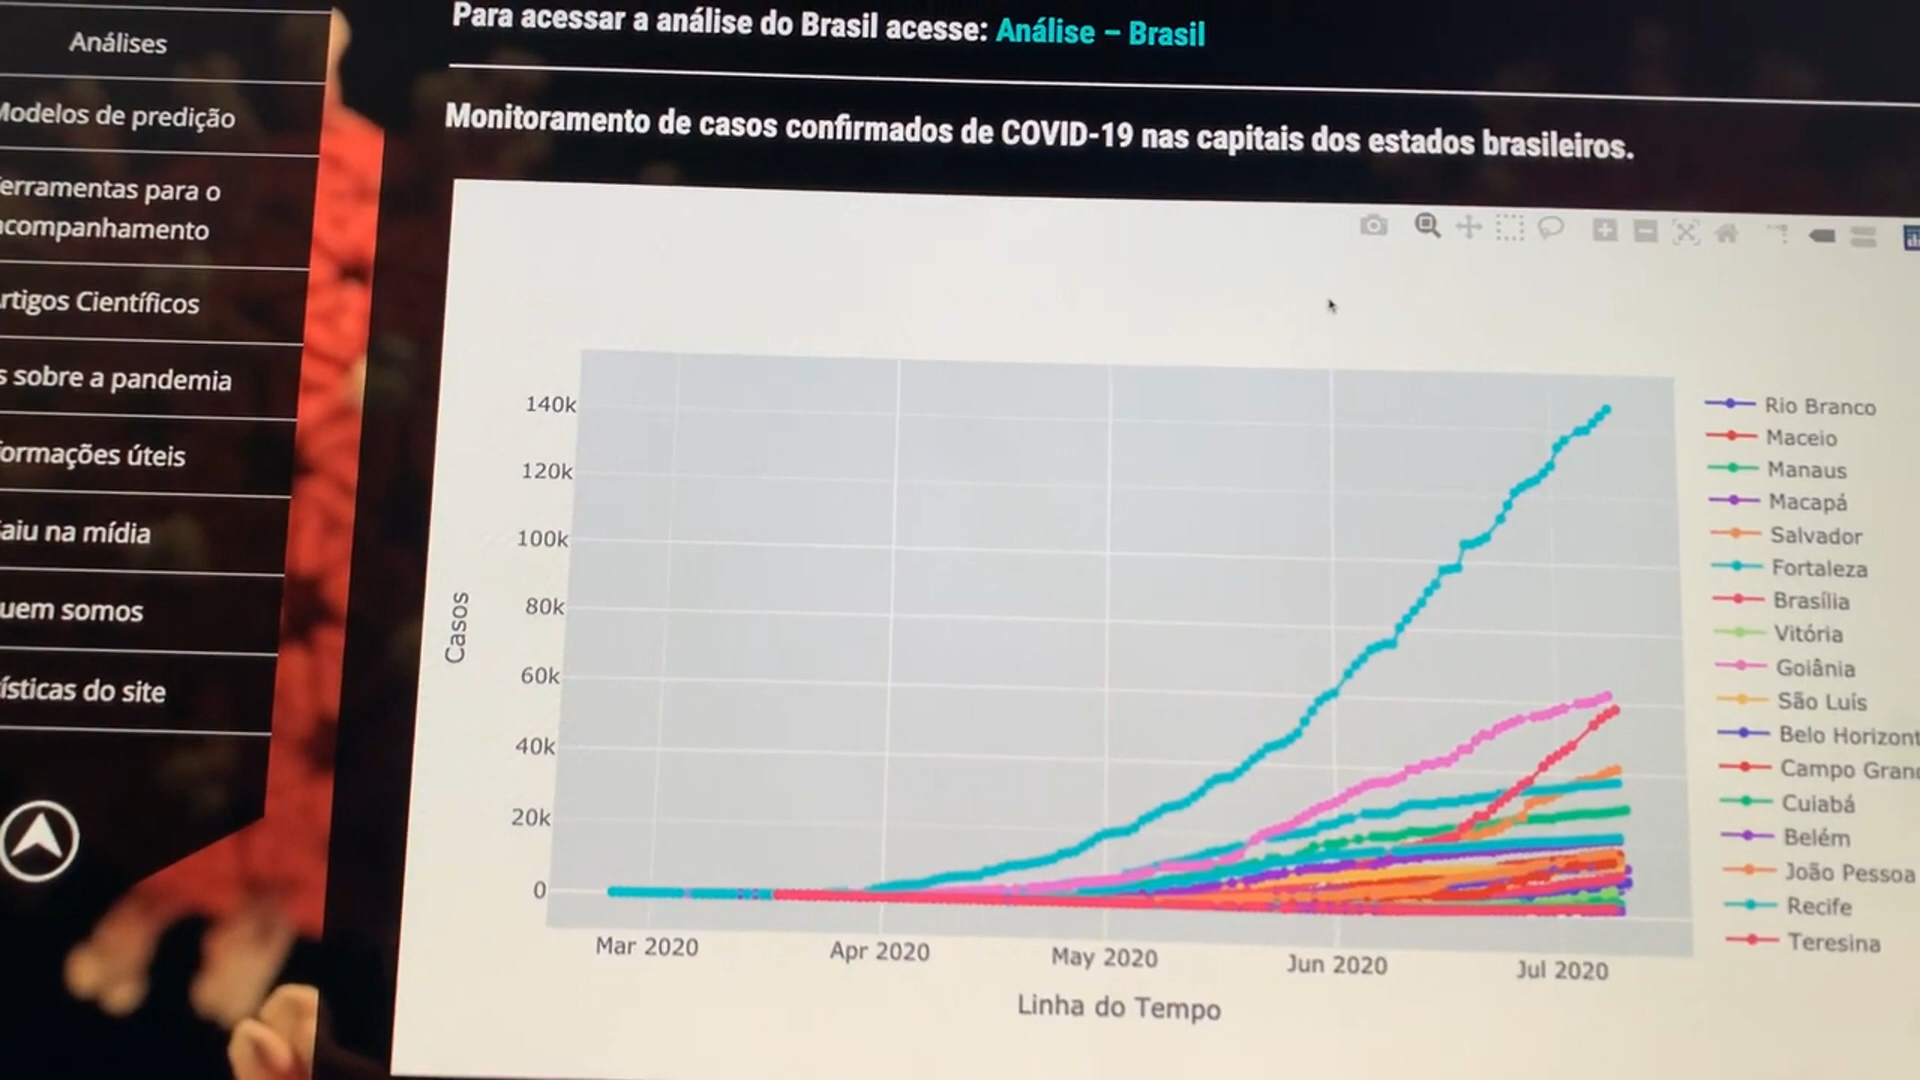 Análises
Modelos de predição
erramentas para o
companhamento
rtigos Científicos
s sobre a pandemia
ormações úteis
aiu na mídia
uem somos
ísticas do site
Para acessar a análise do Brasil acesse: Análise – Brasil
Monitoramento de casos confirmados de COVID-19 nas capitais dos estados brasileiros.
140k
120k
100k
80k
60k
40k
20k
0
Casos
Mar 2020
Apr 2020
May 2020
Jun 2020
Jul 2020
Linha do Tempo
Rio Branco
Maceio
Manaus
Macapá
Salvador
Fortaleza
Brasília
Vitória
Goiânia
São Luís
Belo Horizont
Campo Grand
Cuiabá
Belém
João Pessoa
Recife
Teresina